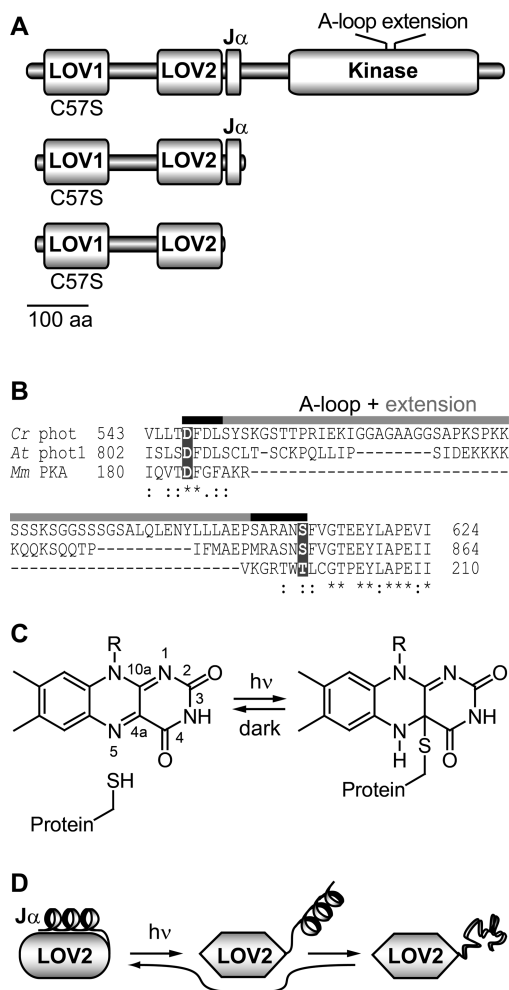 A
A-loop extension
Jα
LOV1 LOV2 Kinase
C57S
Jα
LOV1 LOV2
C57S
LOV1 LOV2
C57S
100 aa
B
A-loop + extension
Cr phot 543 VLLTDFDLSYSKGSTTPRIEKIGGAGAAGGSAPKSPKK
At phot1 802 ISLSDFDLSCLT-SCKPQLLIP------SIDEKKKK
Mm PKA 180 IQVTDFGFAKR--------------------------
: ::**.::
SSSKSGGSSSGSALQLENYLLLAEPSARANSFVGTEEYLAPEVI 624
KQQKSQQTP----------IFMAEPMRASNSFVGTEEYLAPEII 864
-------------------------VKGRTWTLCGTPEYLAPEII 210
: :: ** **:***:*
C
R
N
10a
1
N
2
O
3
NH
4
4a
N
5
O
SH
Protein
hν
dark
R
N
N
O
NH
N
H
S
O
Protein
D
Jα
LOV2
hν
LOV2
LOV2